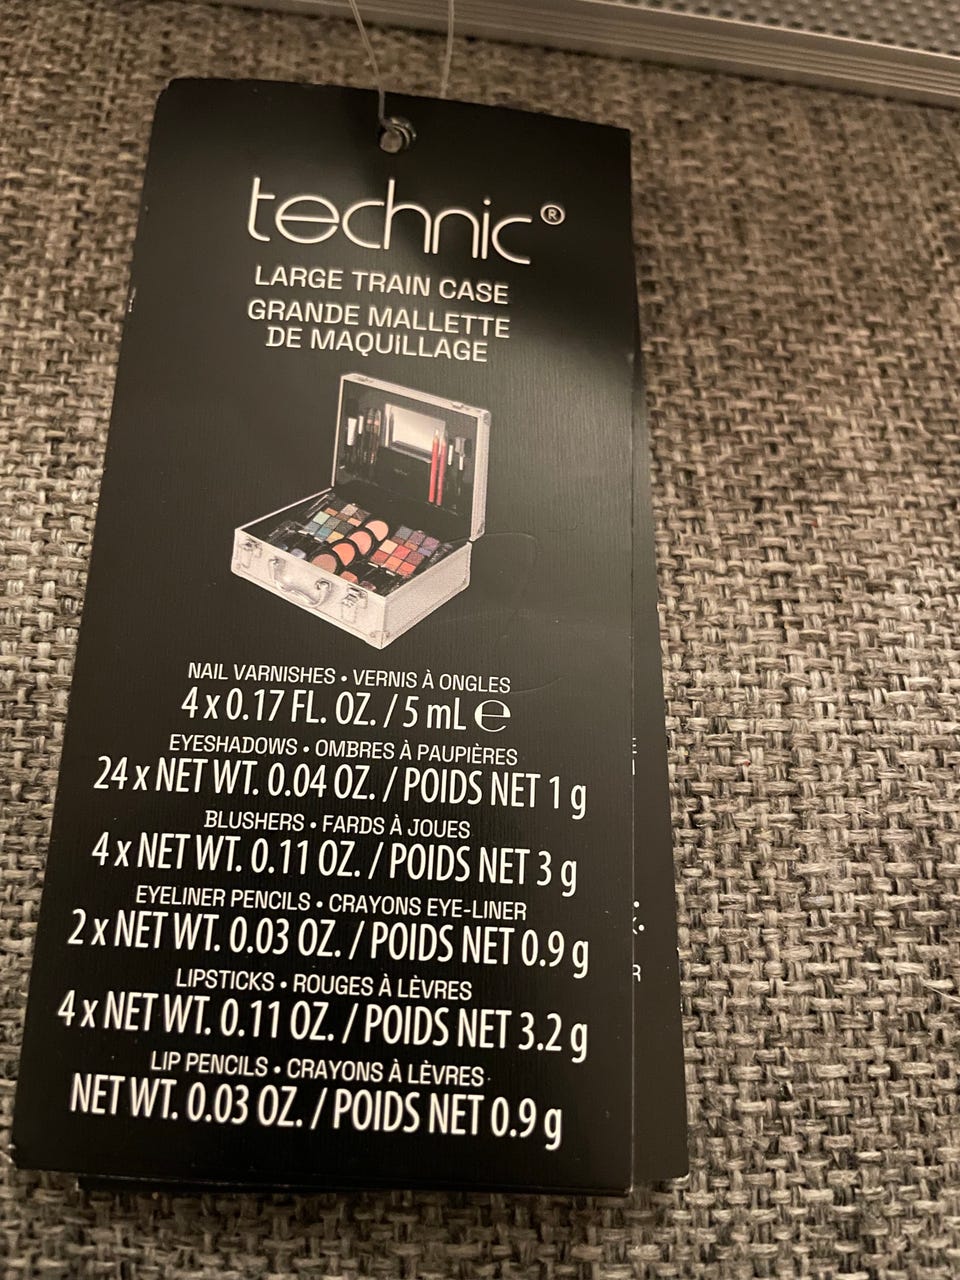 technic®
LARGE TRAIN CASE
GRANDE MALLETTE
DE MAQUILLAGE
NAIL VARNISHES • VERNIS À ONGLES
4 x 0.17 FL. OZ. / 5 mL ℮
EYESHADOWS • OMBRES À PAUPIÈRES
24 x NET WT. 0.04 OZ. / POIDS NET 1 g
BLUSHERS • FARDS À JOUES
4 x NET WT. 0.11 OZ. / POIDS NET 3 g
EYELINER PENCILS • CRAYONS EYE-LINER
2 x NET WT. 0.03 OZ. / POIDS NET 0.9 g
LIPSTICKS • ROUGES À LÈVRES
4 x NET WT. 0.11 OZ. / POIDS NET 3.2 g
LIP PENCILS • CRAYONS À LÈVRES
NET WT. 0.03 OZ. / POIDS NET 0.9 g